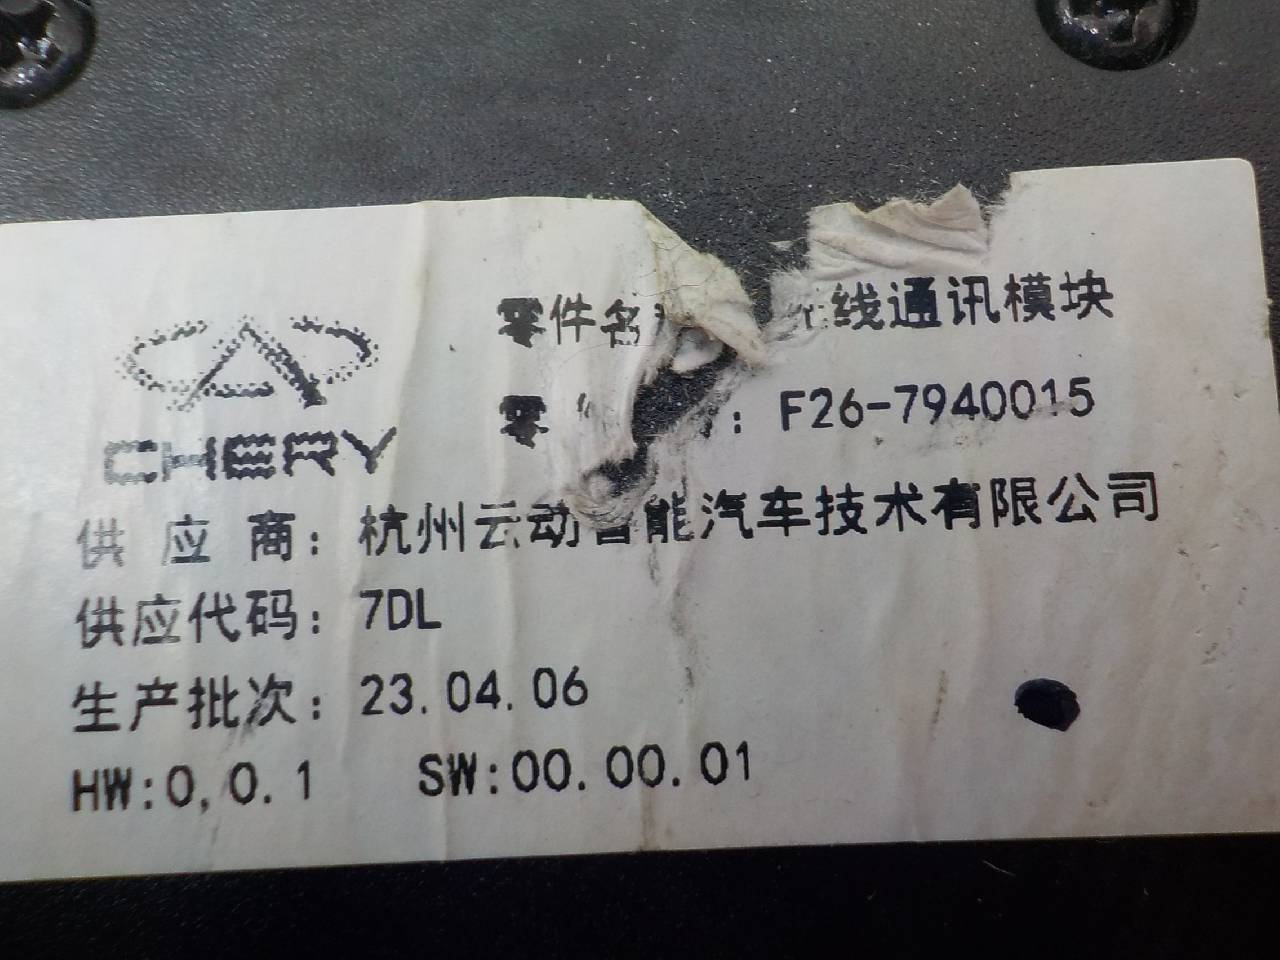 零件名 线通讯模块
零 : F26-7940015
CHERY
供 应 商: 杭州云动智能汽车技术有限公司
供应代码: 7DL
生产批次: 23.04.06
HW:0,0.1 SW:00.00.01